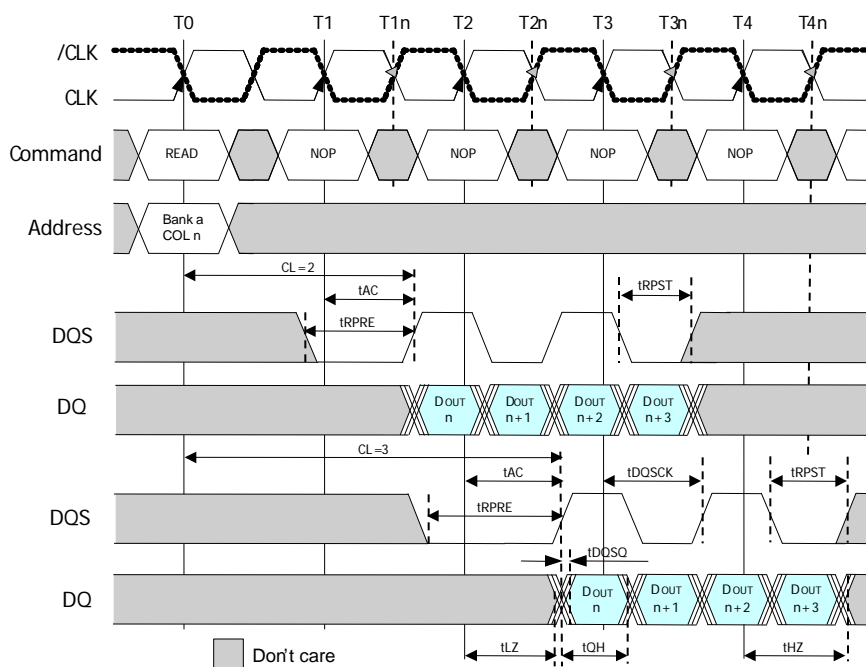 T0 T1 T1n T2 T2n T3 T3n T4 T4n
/CLK
CLK
Command READ NOP NOP NOP NOP
Address Bank a
COL n
CL = 2
tAC
tRPRE
tRPST
DQS
DQ DOUT n DOUT n+1 DOUT n+2 DOUT n+3
CL=3
tAC
tDQSCK
tRPST
tRPRE
DQS
tDQSQ
DQ DOUT n DOUT n+1 DOUT n+2 DOUT n+3
tLZ tQH tHZ
Don't care